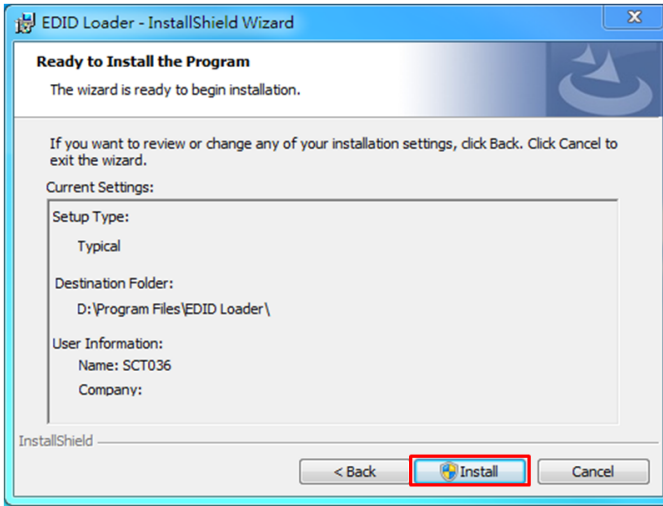 EDID Loader - InstallShield Wizard
Ready to Install the Program
The wizard is ready to begin installation.
If you want to review or change any of your installation settings, click Back. Click Cancel to
exit the wizard.
Current Settings:
Setup Type:
Typical
Destination Folder:
D:\Program Files\EDID Loader\
User Information:
Name: SCT036
Company:
InstallShield
< Back
Install
Cancel